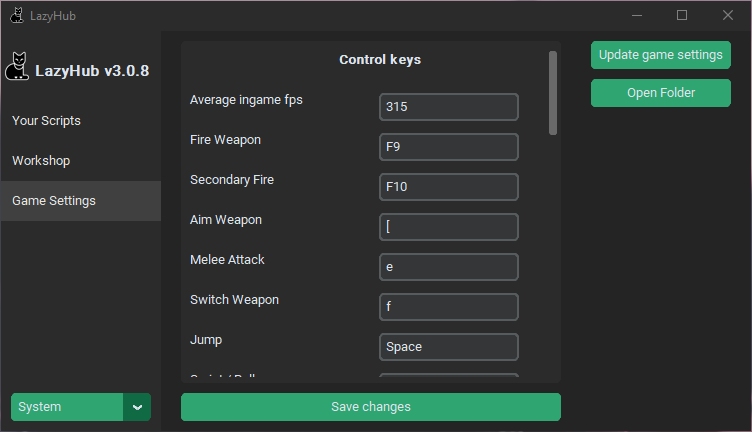 LazyHub
LazyHub v3.0.8
Your Scripts
Workshop
Game Settings
System
Control keys
Average ingame fps 315
Fire Weapon F9
Secondary Fire F10
Aim Weapon [
Melee Attack e
Switch Weapon f
Jump Space
Save changes
Update game settings
Open Folder